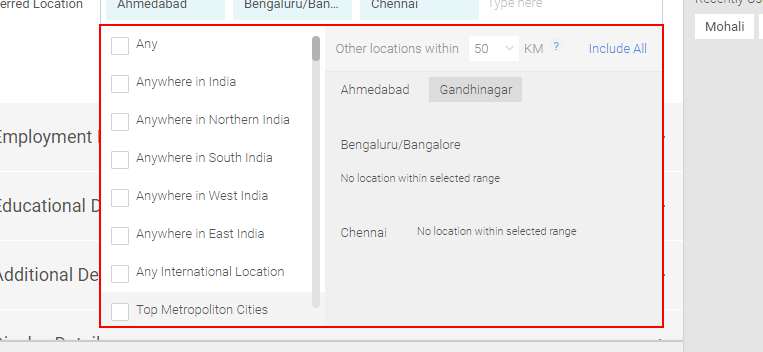 erred Location Ahmedabad Bengaluru/Ban... Chennai Type here
Mohali
Any
Other locations within 50 KM ? Include All
Anywhere in India
Ahmedabad Gandhinagar
Anywhere in Northern India
Employment
Bengaluru/Bangalore
Anywhere in South India
No location within selected range
Anywhere in West India
Educational D
Anywhere in East India
Chennai No location within selected range
Any International Location
Additional De
Top Metropoliton Cities